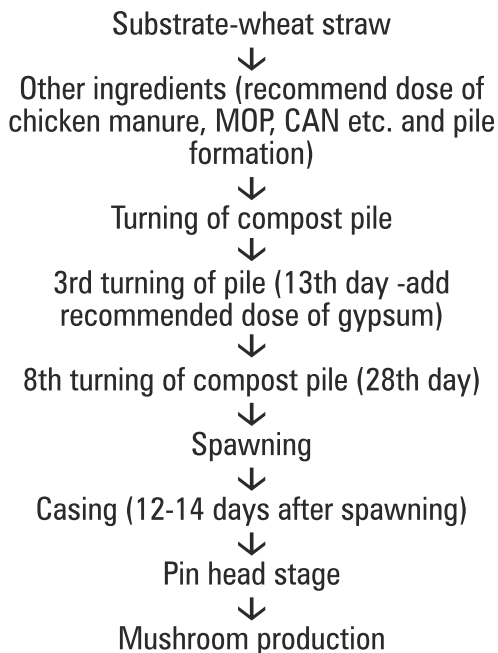 Substrate-wheat straw
Other ingredients (recommend dose of
chicken manure, MOP, CAN etc. and pile
formation)
Turning of compost pile
3rd turning of pile (13th day -add
recommended dose of gypsum)
8th turning of compost pile (28th day)
Spawning
Casing (12-14 days after spawning)
Pin head stage
Mushroom production